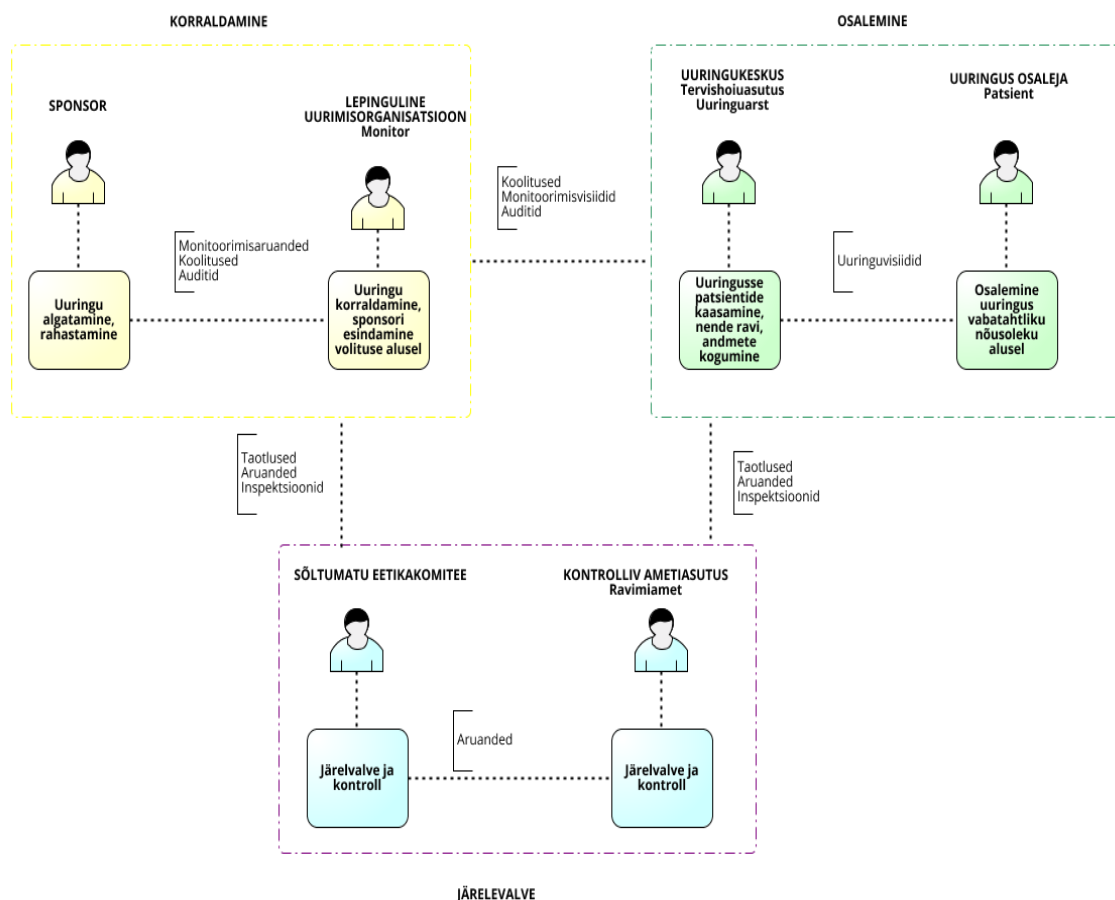 KORRALDAMINE
OSALEMINE
SPONSOR
LEPINGULINE
UURIMISORGANISATSIOON
Monitor
UURINGUKESKUS
Tervishoiuasutus
Uuringuarst
UURINGUS OSALEJA
Patsient
Koolitused
Monitoorimisvisiidid
Auditid
Monitoorimisaruanded
Koolitused
Auditid
Uuringuvisiidid
Uuringu
algatamine,
rahastamine
Uuringu
korraldamine,
sponsori
esindamine
volituse alusel
Uuringusse
patsientide
kaasamine,
nende ravi,
andmete
kogumine
Osalemine
uuringus
vabatahtliku
nõusoleku
alusel
Taotlused
Aruanded
Inspektsioonid
Taotlused
Aruanded
Inspektsioonid
SÕLTUMATU EETIKAKOMITEE
KONTROLLIV AMETIASUTUS
Ravimiamet
Aruanded
Järelvalve ja
kontroll
Järelvalve ja
kontroll
JÄRELEVALVE